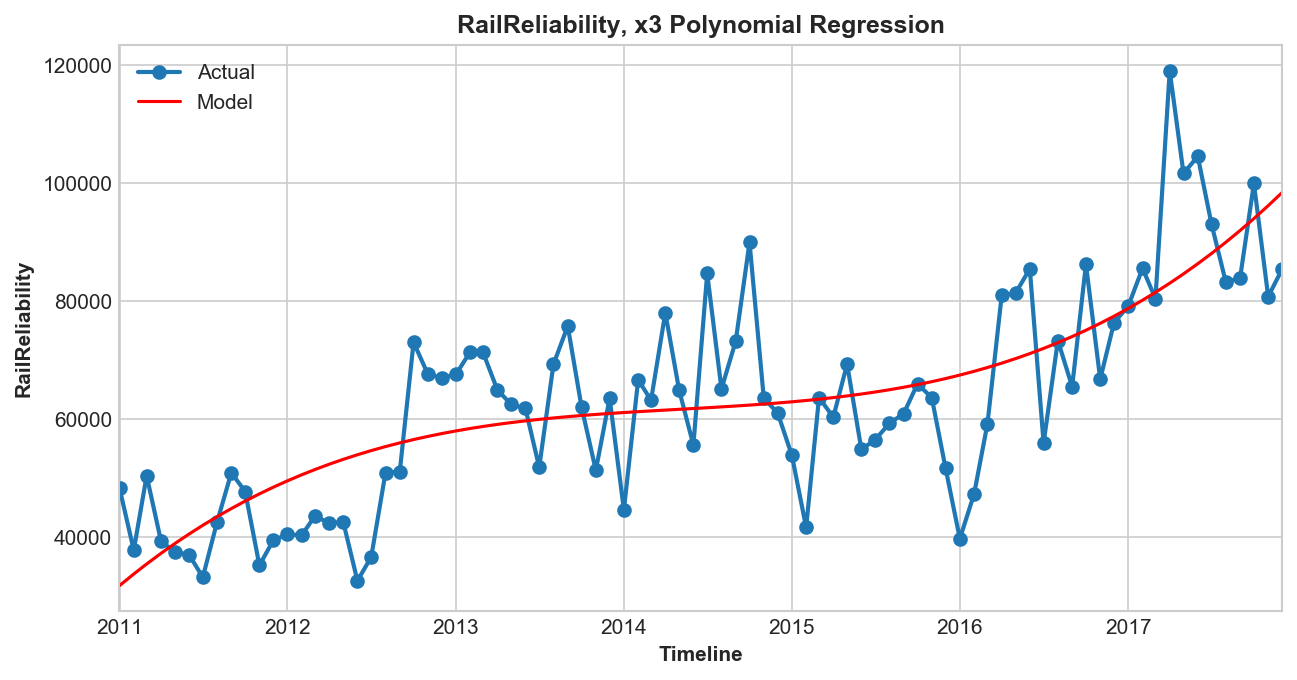 RailReliability, x3 Polynomial Regression
Actual
Model
120000
100000
80000
60000
40000
RailReliability
2011 2012 2013 2014 2015 2016 2017
Timeline